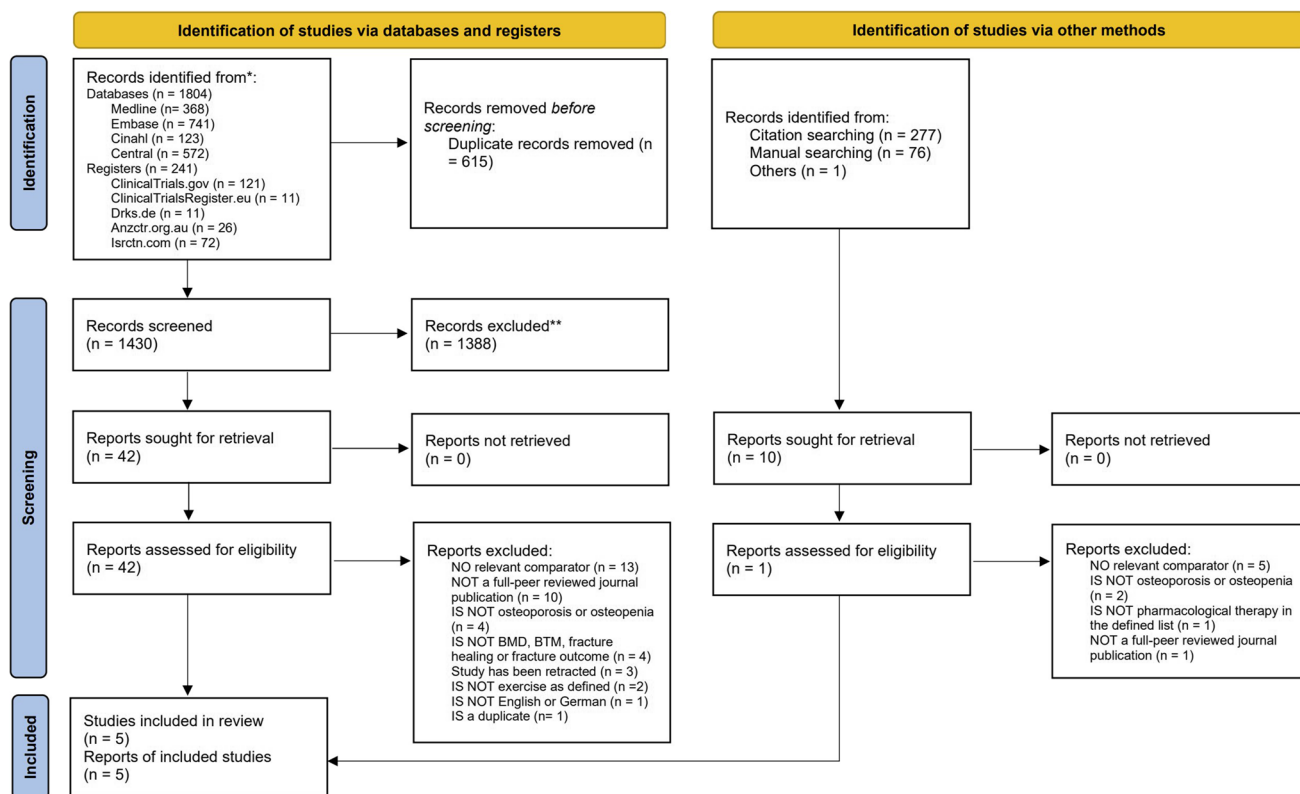 Identification of studies via databases and registers
Identification of studies via other methods
Identification
Records identified from*:
Databases (n = 1804)
Medline (n= 368)
Embase (n = 741)
Cinahl (n = 123)
Central (n = 572)
Registers (n = 241)
ClinicalTrials.gov (n = 121)
ClinicalTrialsRegister.eu (n = 11)
Drks.de (n = 11)
Anzctr.org.au (n = 26)
Isrctn.com (n = 72)
Records removed before
screening:
Duplicate records removed (n
= 615)
Records identified from:
Citation searching (n = 277)
Manual searching (n = 76)
Others (n = 1)
Screening
Records screened
(n = 1430)
Records excluded**
(n = 1388)
Reports sought for retrieval
(n = 42)
Reports not retrieved
(n = 0)
Reports sought for retrieval
(n = 10)
Reports not retrieved
(n = 0)
Reports assessed for eligibility
(n = 42)
Reports excluded:
NO relevant comparator (n = 13)
NOT a full-peer reviewed journal
publication (n = 10)
IS NOT osteoporosis or osteopenia
(n = 4)
IS NOT BMD, BTM, fracture
healing or fracture outcome (n = 4)
Study has been retracted (n = 3)
IS NOT exercise as defined (n =2)
IS NOT English or German (n = 1)
IS a duplicate (n= 1)
Reports assessed for eligibility
(n = 1)
Reports excluded:
NO relevant comparator (n = 5)
IS NOT osteoporosis or osteopenia
(n = 2)
IS NOT pharmacological therapy in
the defined list (n = 1)
NOT a full-peer reviewed journal
publication (n = 1)
Included
Studies included in review
(n = 5)
Reports of included studies
(n = 5)